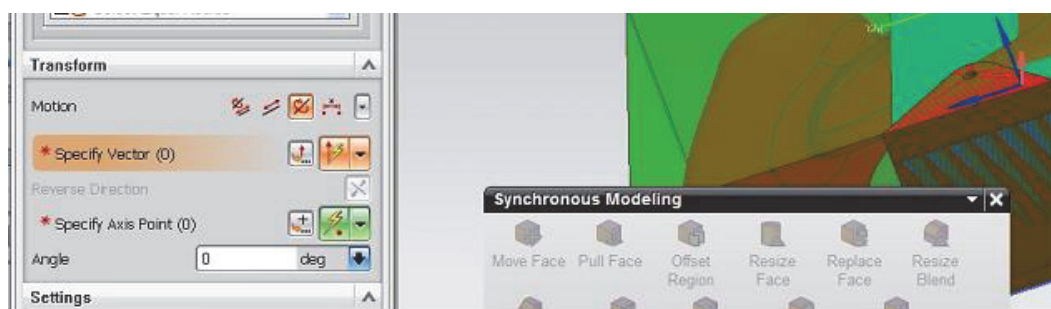 Transform
Motion
* Specify Vector (0)
Reverse Direction
* Specify Axis Point (0)
Angle
0
deg
Settings
Synchronous Modeling
Move Face Pull Face Offset Region Resize Face Replace Face Resize Blend